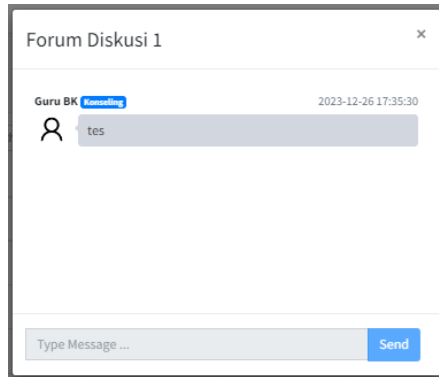 Forum Diskusi 1 ×
Guru BK Konseling 2023-12-26 17:35:30
tes
Type Message ... Send